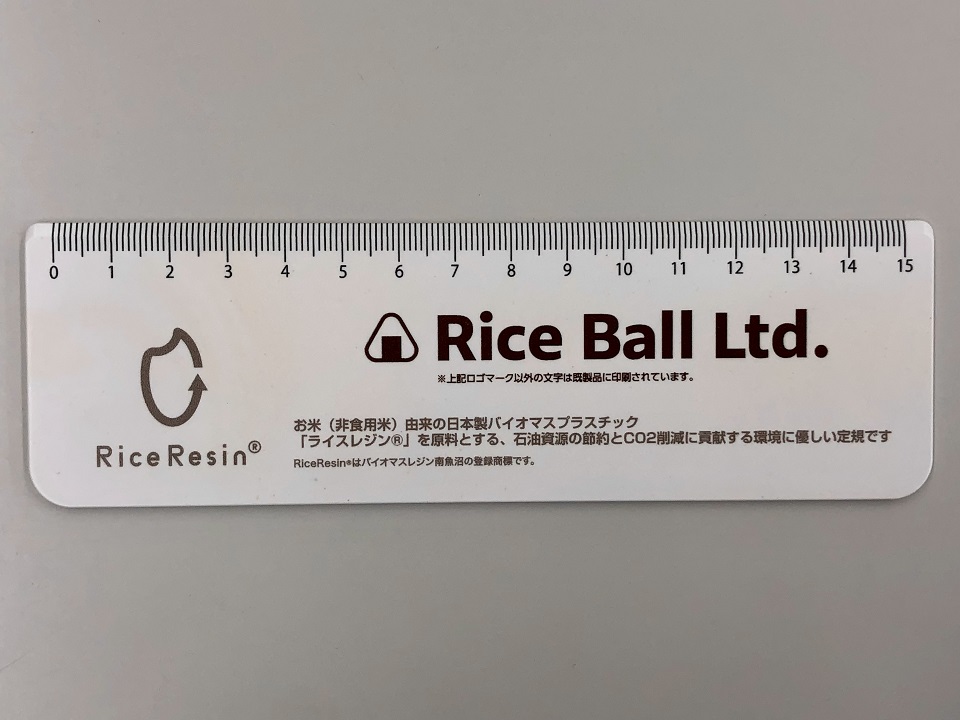 0 1 2 3 4 5 6 7 8 9 10 11 12 13 14 15
Rice Ball Ltd.
※上記ロゴマーク以外の文字は既製品に印刷されています。
RiceResin®
お米（非食用米）由来の日本製バイオマスプラスチック
「ライスレジン®」を原料とする、石油資源の節約とCO2削減に貢献する環境に優しい定規です
RiceResin®はバイオマスレジン南魚沼の登録商標です。